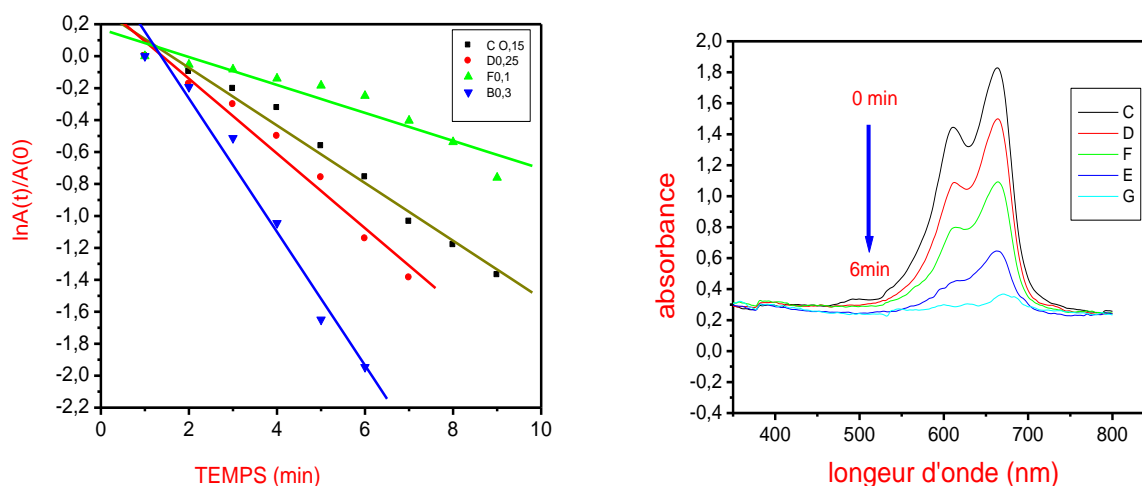 0,2
0,0
-0,2
-0,4
-0,6
-0,8
-1,0
-1,2
-1,4
-1,6
-1,8
-2,0
-2,2
lnA(t)/A(0)
0 2 4 6 8 10
TEMPS (min)
C O,15
D0,25
F0,1
B0,3
2,0
1,8
1,6
1,4
1,2
1,0
0,8
0,6
0,4
0,2
0,0
-0,2
-0,4
absorbance
0 min
6min
C
D
F
E
G
400 500 600 700 800
longeur d'onde (nm)